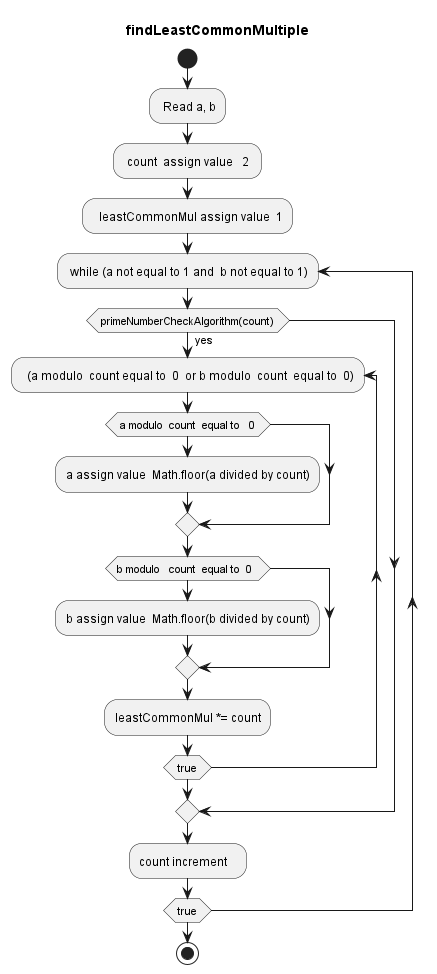 findLeastCommonMultiple
Read a, b
count assign value 2
leastCommonMul assign value 1
while (a not equal to 1 and b not equal to 1)
primeNumberCheckAlgorithm(count)
yes
(a modulo count equal to 0 or b modulo count equal to 0)
a modulo count equal to 0
a assign value Math.floor(a divided by count)
b modulo count equal to 0
b assign value Math.floor(b divided by count)
leastCommonMul *= count
true
count increment
true